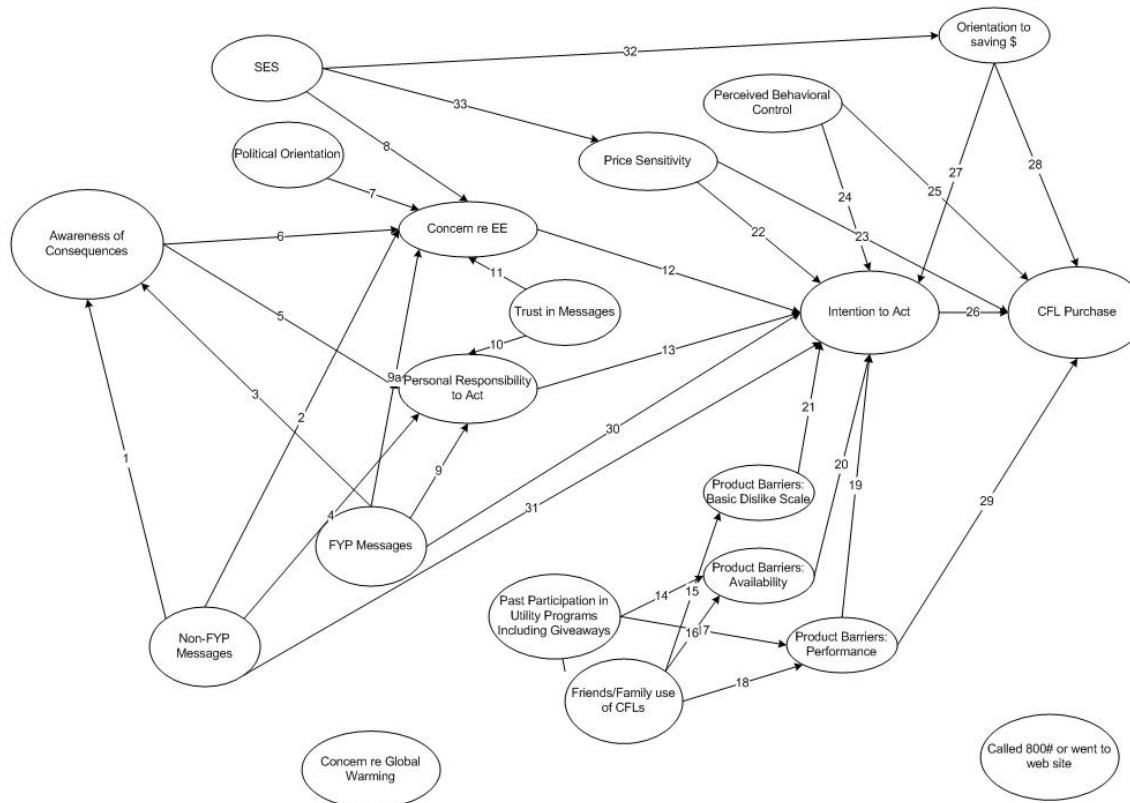 Orientation to
saving $
32
SES
33
Perceived Behavioral
Control
8
Political Orientation
Price Sensitivity
7
27
28
24
25
Awareness of
Consequences
6
Concern re EE
22
23
12
11
Trust in Messages
Intention to Act
26
CFL Purchase
5
10
13
9a
Personal Responsibility
to Act
3
2
30
21
1
9
20
19
4
31
29
Product Barriers:
Basic Dislike Scale
FYP Messages
Product Barriers:
Availability
15
14
Past Participation in
Utility Programs
Including Giveaways
16
17
Product Barriers:
Performance
Non-FYP
Messages
18
Friends/Family use
of CFLs
Concern re Global
Warming
Called 800# or went to
web site